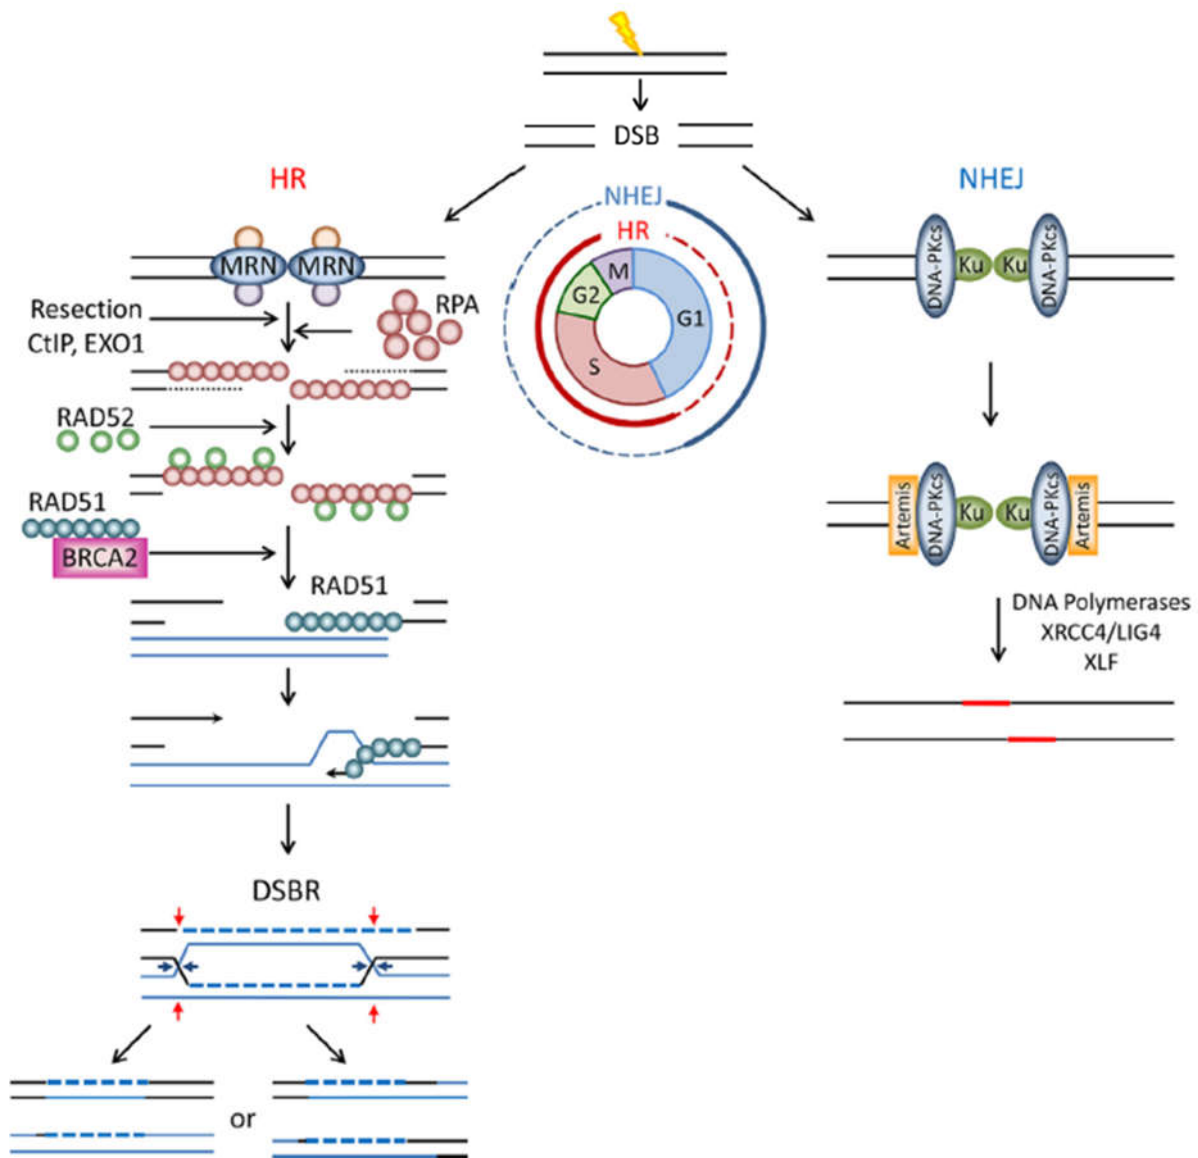 DSB
HR
NHEJ
NHEJ
HR
M
G2
G1
S
MRN MRN
Resection
CtIP, EXO1
RPA
RAD52
RAD51
BRCA2
RAD51
DSBR
or
DNA-PKcs Ku Ku DNA-PKcs
Artemis DNA-PKcs Ku Ku DNA-PKcs Artemis
DNA Polymerases
XRCC4/LIG4
XLF